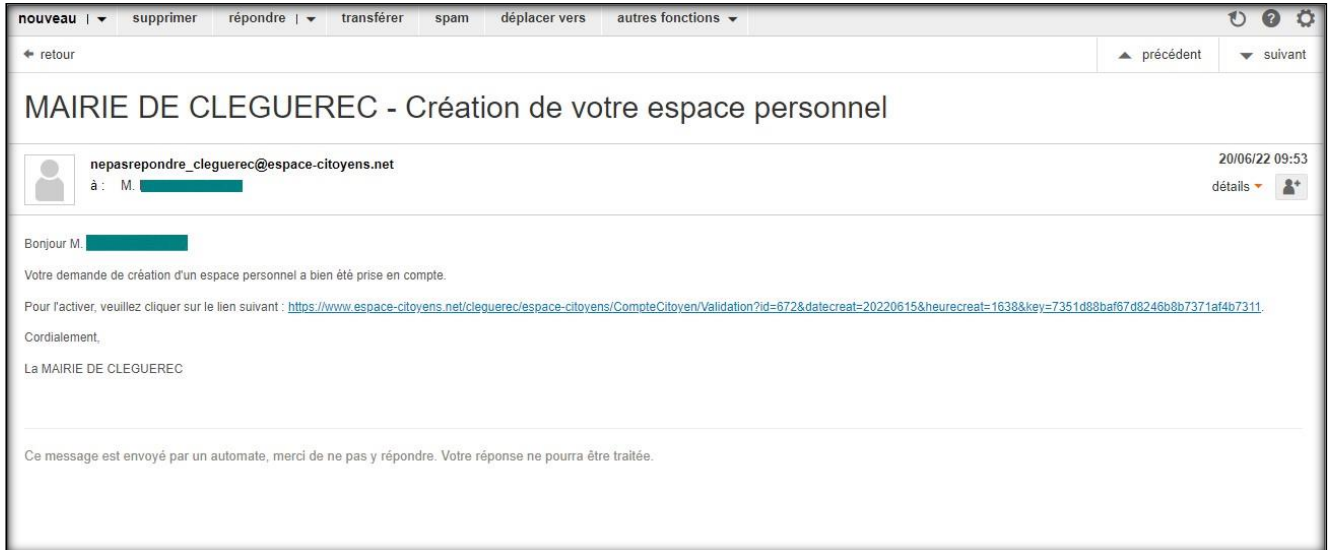 nouveau | supprimer répondre | transférer spam déplacer vers autres fonctions
retour précédent suivant
MAIRIE DE CLEGUEREC - Création de votre espace personnel
nepasrepondre_cleguerec@espace-citoyens.net 20/06/22 09:53
à : M. détails
Bonjour M.
Votre demande de création d'un espace personnel a bien été prise en compte.
Pour l'activer, veuillez cliquer sur le lien suivant : https://www.espace-citoyens.net/cleguerec/espace-citoyens/CompteCitoyen/Validation?id=672&datecreat=20220615&heurecreat=1638&key=7351d88baf67d8246b8b7371af4b7311.
Cordialement,
La MAIRIE DE CLEGUEREC
Ce message est envoyé par un automate, merci de ne pas y répondre. Votre réponse ne pourra être traitée.